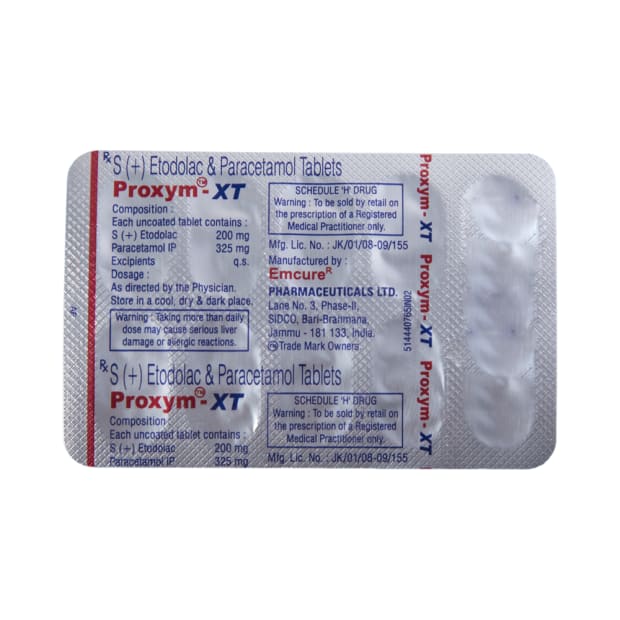 Rx S (+) Etodolac & Paracetamol Tablets
Proxym™-XT
Composition :
Each uncoated tablet contains :
S (+) Etodolac 200 mg
Paracetamol IP 325 mg
Excipients q.s.
Dosage :
As directed by the Physician.
Store in a cool, dry & dark place.
Warning : Taking more than daily
dose may cause serious liver
damage or allergic reactions.
SCHEDULE 'H' DRUG
Warning : To be sold by retail on
the prescription of a Registered
Medical Practitioner only.
Mfg. Lic. No. : JK/01/08-09/155
Manufactured by :
EmcureR
PHARMACEUTICALS LTD.
Lane No. 3, Phase-II,
SIDCO, Bari-Brahmana,
Jammu - 181 133, India.
TM Trade Mark Owners.
Rx S (+) Etodolac & Paracetamol Tablets
Proxym™-XT
Composition
Each uncoated tablet contains :
S (+) Etodolac 200 mg
Paracetamol IP 325 mg
SCHEDULE 'H' DRUG
Warning : To be sold by retail on
the prescription of a Registered
Medical Practitioner only.
Mfg. Lic. No. : JK/01/08-09/155
Proxym - XT
Proxym - XT
Proxym - XT